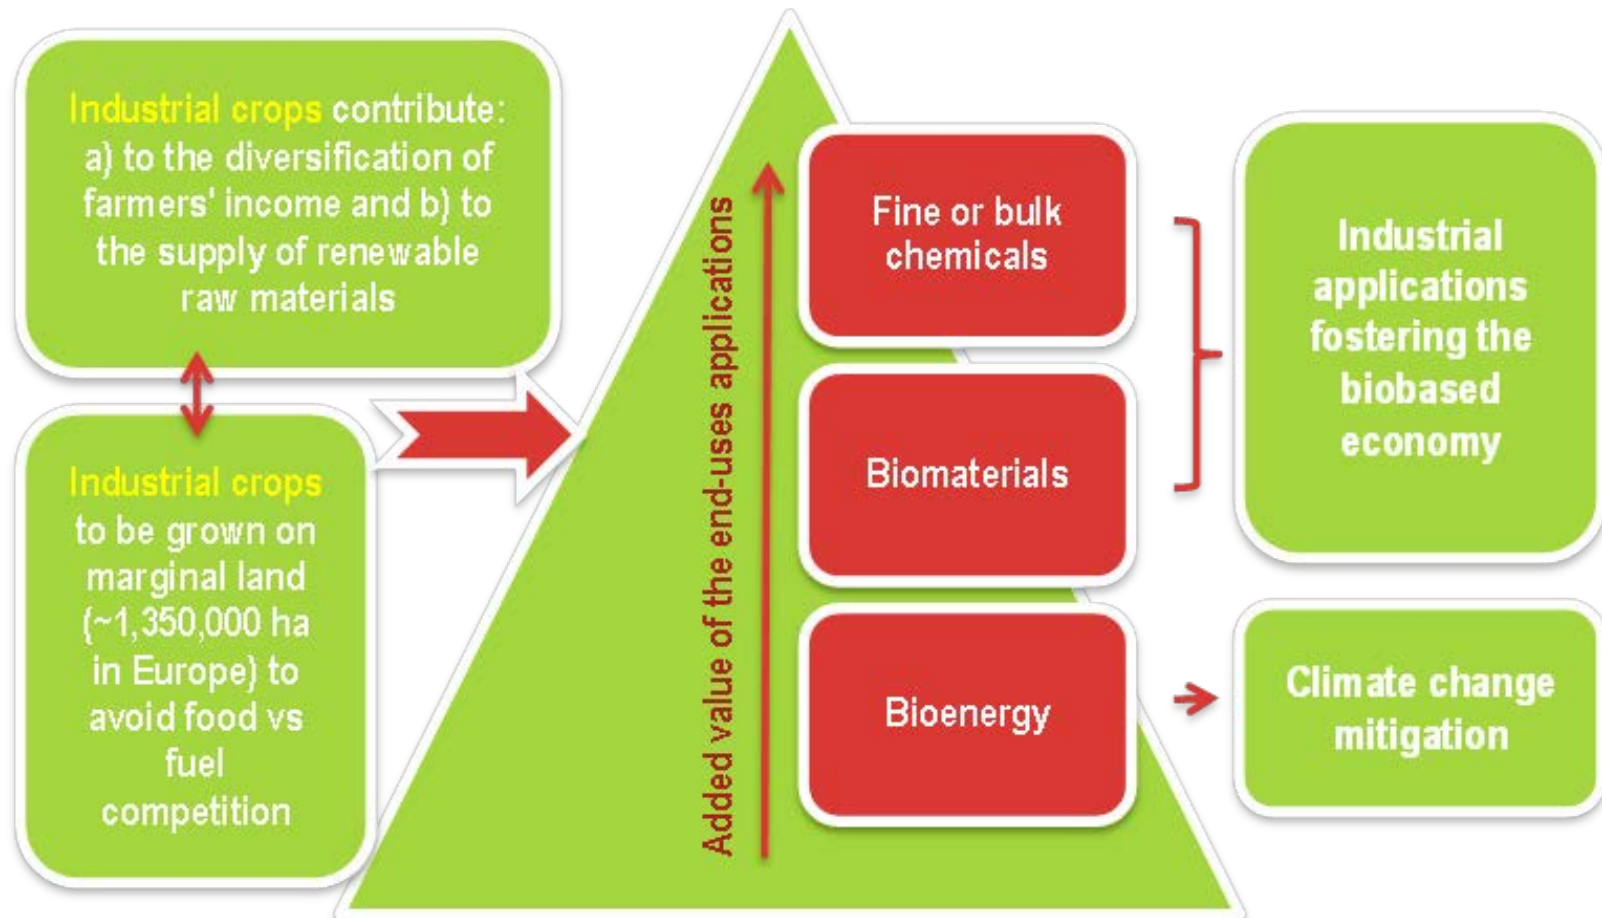 Industrial crops contribute:
a) to the diversification of
farmers' income and b) to
the supply of renewable
raw materials
Industrial crops
to be grown on
marginal land
(~1,350,000 ha
in Europe) to
avoid food vs
fuel
competition
Added value of the end-uses applications
Fine or bulk
chemicals
Biomaterials
Bioenergy
Industrial
applications
fostering the
biobased
economy
Climate change
mitigation